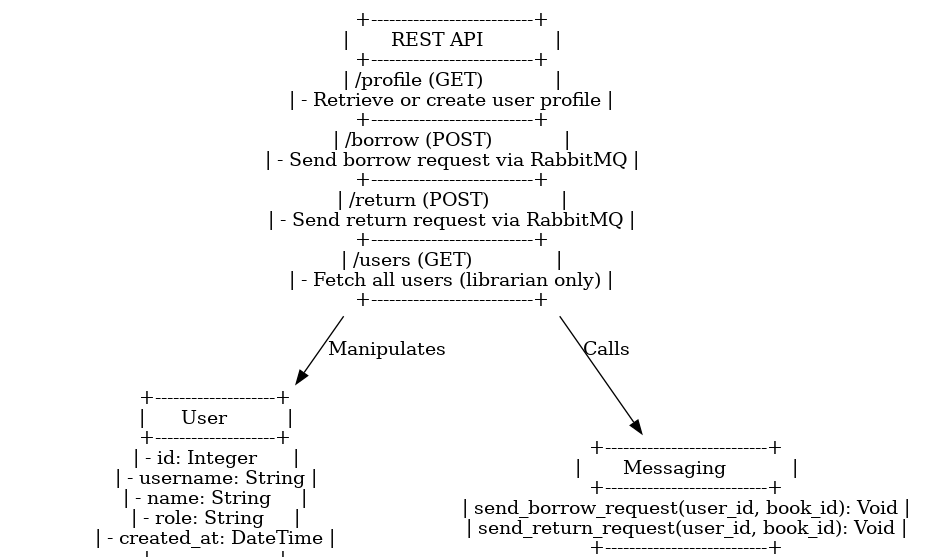 +---------------------------+
| REST API |
+---------------------------+
| /profile (GET) |
| - Retrieve or create user profile |
+---------------------------+
| /borrow (POST) |
| - Send borrow request via RabbitMQ |
+---------------------------+
| /return (POST) |
| - Send return request via RabbitMQ |
+---------------------------+
| /users (GET) |
| - Fetch all users (librarian only) |
+---------------------------+
Manipulates
Calls
+--------------------+
| User |
+--------------------+
| - id: Integer |
| - username: String |
| - name: String |
| - role: String |
| - created_at: DateTime |
+---------------------------+
| Messaging |
+---------------------------+
| send_borrow_request(user_id, book_id): Void |
| send_return_request(user_id, book_id): Void |
+---------------------------+